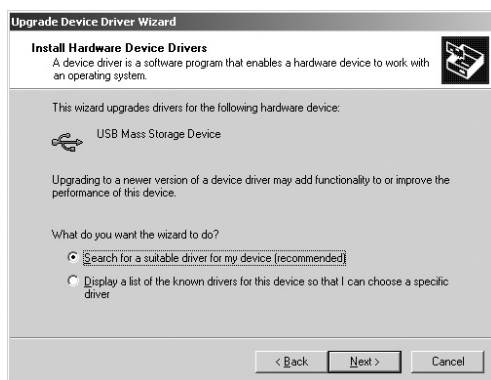 Upgrade Device Driver Wizard
Install Hardware Device Drivers
A device driver is a software program that enables a hardware device to work with
an operating system.
This wizard upgrades drivers for the following hardware device:
USB Mass Storage Device
Upgrading to a newer version of a device driver may add functionality to or improve the
performance of this device.
What do you want the wizard to do?
Search for a suitable driver for my device (recommended)
Display a list of the known drivers for this device so that I can choose a specific
driver
< Back Next > Cancel